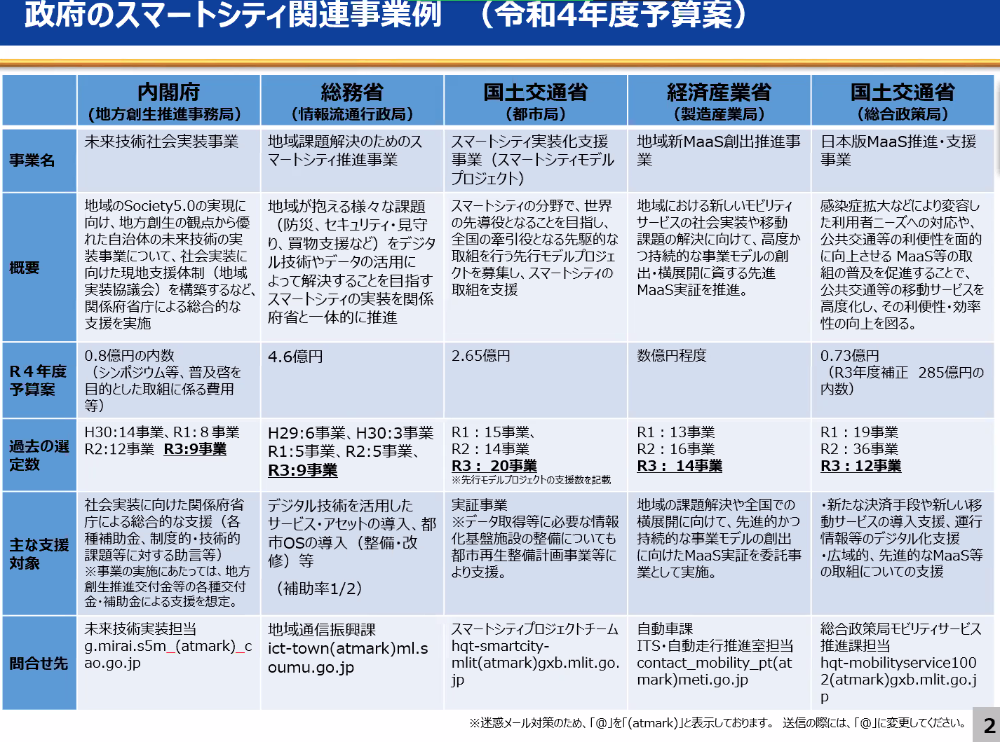 政府のスマートシティ関連事業例　（令和4年度予算案）
内閣府
(地方創生推進事務局）
総務省
（情報流通行政局）
国土交通省
（都市局）
経済産業省
（製造産業局）
国土交通省
（総合政策局）
事業名
未来技術社会実装事業
地域課題解決のためのス
マートシティ推進事業
スマートシティ実装化支援
事業（スマートシティモデル
プロジェクト）
地域新MaaS創出推進事
業
日本版MaaS推進・支援
事業
概要
地域のSociety5.0の実現に
向け、地方創生の観点から優
れた自治体の未来技術の実
装事業について、社会実装に
向けた現地支援体制（地域
実装協議会）を構築するなど、
関係府省庁による総合的な
支援を実施
地域が抱える様々な課題
（防災、セキュリティ・見守
り、買物支援など）をデジタ
ル技術やデータの活用に
よって解決することを目指す
スマートシティの実装を関係
府省と一体的に推進
スマートシティの分野で、世界
の先導役となることを目指し、
全国の牽引役となる先駆的な
取組を行う先行モデルプロジェ
クトを募集し、スマートシティの
取組を支援
地域における新しいモビリティ
サービスの社会実装や移動
課題の解決に向けて、高度か
つ持続的な事業モデルの創
出・横展開に資する先進
MaaS実証を推進。
感染症拡大などにより変容し
た利用者ニーズへの対応や、
公共交通等の利便性を面的
に向上させる MaaS等の取
組の普及を促進することで、
公共交通等の移動サービスを
高度化し、その利便性・効率
性の向上を図る。
R４年度
予算案
0.8億円の内数
（シンポジウム等、普及啓を
目的とした取組に係る費用
等）
4.6億円
2.65億円
数億円程度
0.73億円
（R3年度補正　285億円の
内数）
過去の選
定数
H30:14事業、R1:８事業
R2:12事業 R3:9事業
H29:6事業、H30:3事業
R1:5事業、R2:5事業、
R3:9事業
R1：15事業、
R2：14事業
R3： 20事業
※先行モデルプロジェクトの支援数を記載
R1：13事業
R2：16事業
R3： 14事業
R1：19事業
R2：36事業
R3：12事業
主な支援
対象
社会実装に向けた関係府省
庁による総合的な支援（各
種補助金、制度的・技術的
課題等に対する助言等）
※事業の実施にあたっては、地方
創生推進交付金等の各種交付
金・補助金による支援を想定。
デジタル技術を活用した
サービス・アセットの導入、都
市OSの導入（整備・改
修）等
（補助率1/2）
実証事業
※データ取得等に必要な情報
化基盤施設の整備についても
都市再生整備計画事業等に
より支援。
地域の課題解決や全国での
横展開に向けて、先進的かつ
持続的な事業モデルの創出
に向けたMaaS実証を委託事
業として実施。
・新たな決済手段や新しい移
動サービスの導入支援、運行
情報等のデジタル化支援
・広域的、先進的なMaaS等
の取組についての支援
問合せ先
未来技術実装担当
g.mirai.s5m_(atmark)_c
ao.go.jp
地域通信振興課
ict-town(atmark)ml.s
oumu.go.jp
スマートシティプロジェクトチーム
hqt-smartcity-
mlit(atmark)gxb.mlit.go.
jp
自動車課
ITS・自動走行推進室担当
contact_mobility_pt(at
mark)meti.go.jp
総合政策局モビリティサービス
推進課担当
hqt-mobilityservice100
2(atmark)gxb.mlit.go.j
p
※迷惑メール対策のため、「@」を「(atmark)」と表示しております。　送信の際には、「@」に変更してください。
2